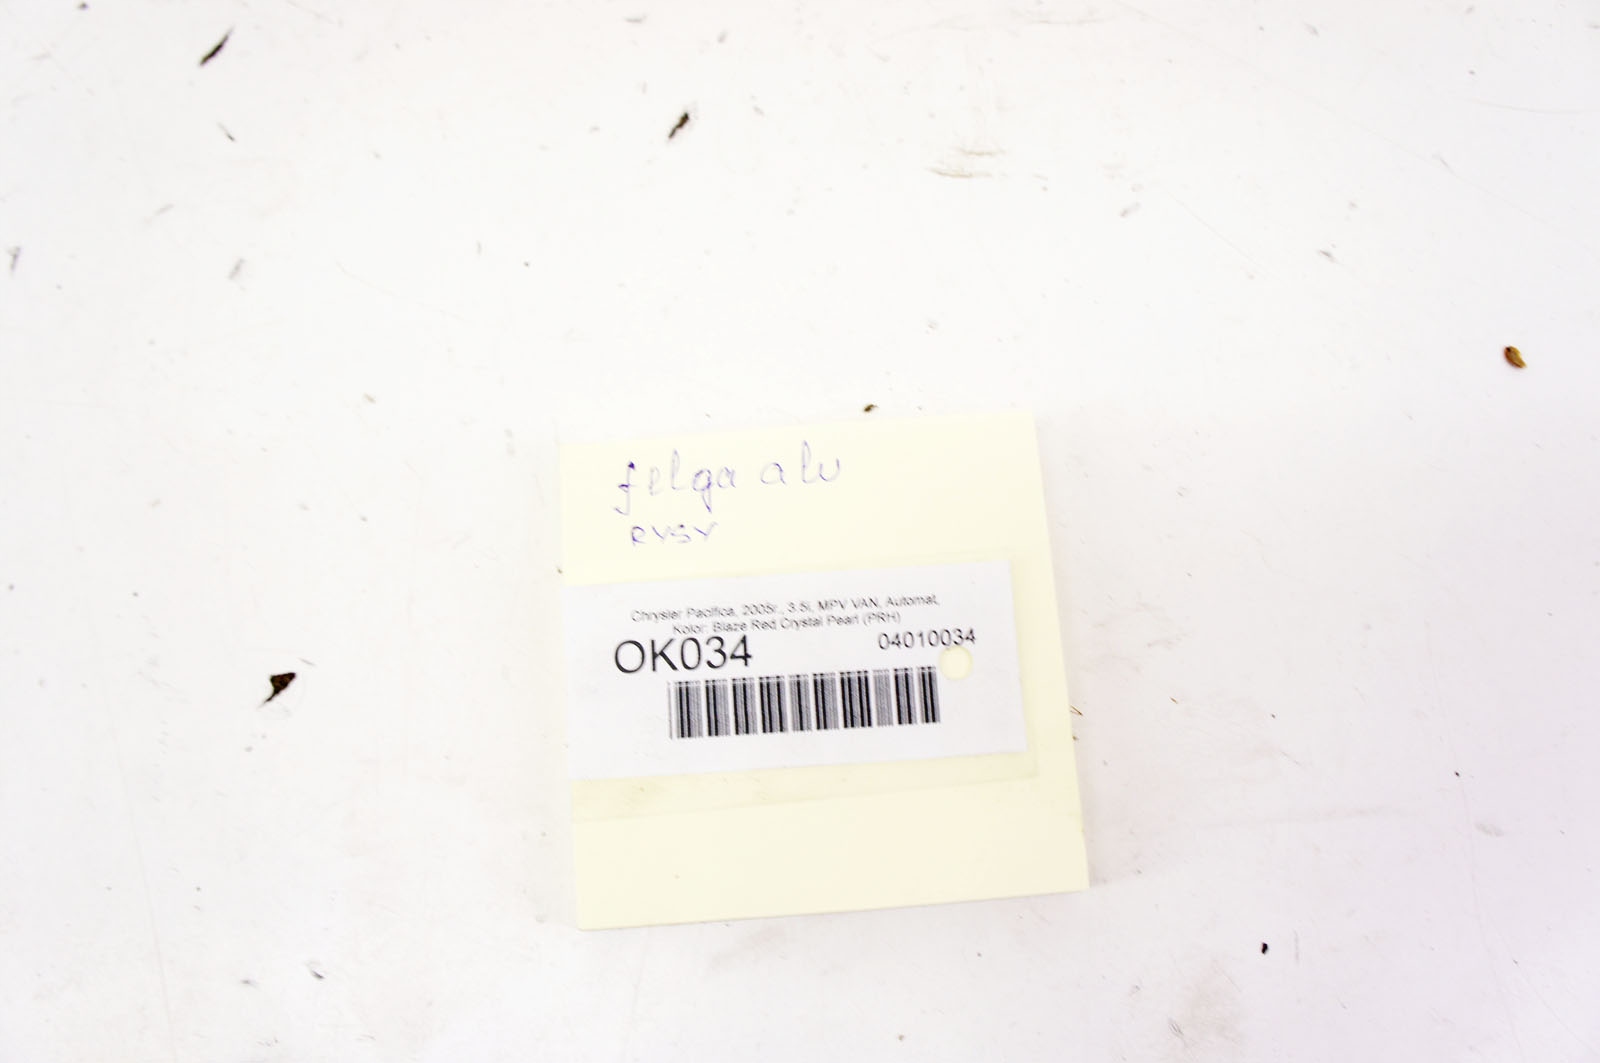 felga alu
RYSY
Chrysler Pacifica, 2005r., 3.5i, MPV VAN, Automat,
Kolor: Blaze Red Crystal Pearl (PRH)
OK034 04010034